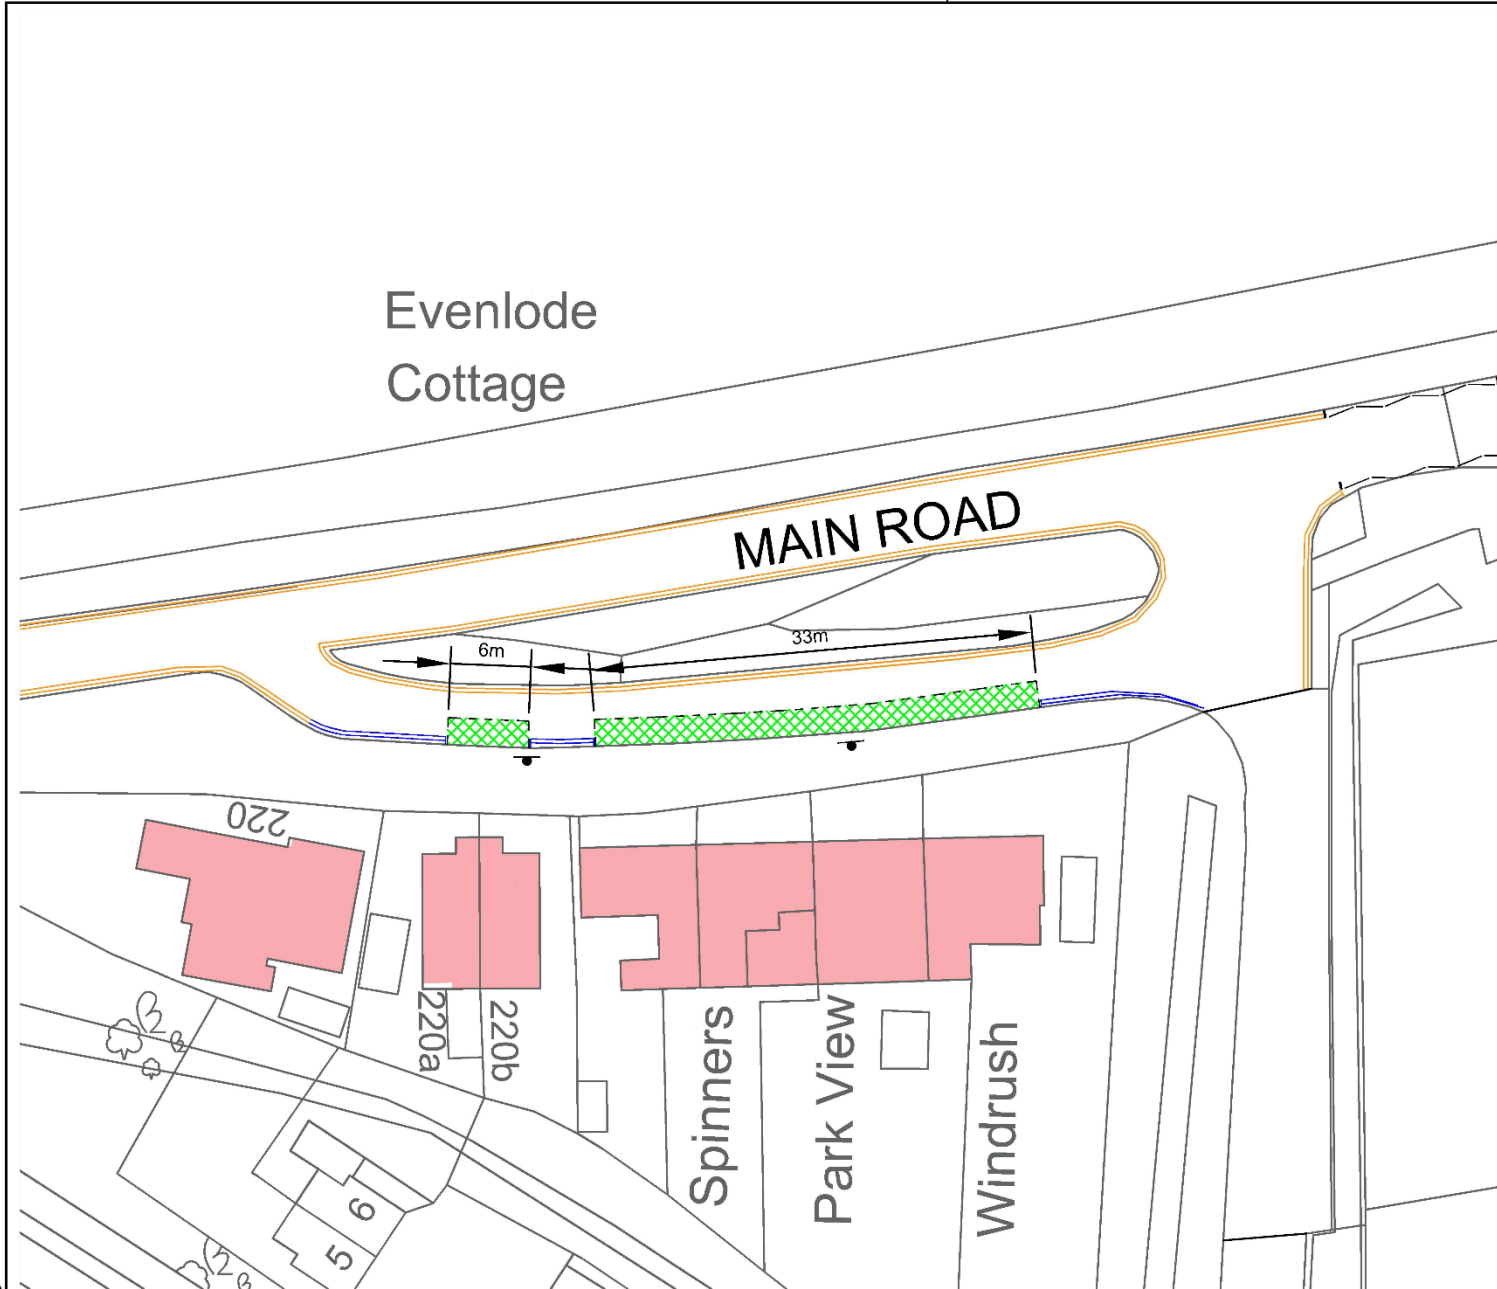 Evenlode
Cottage
MAIN ROAD
33m
6m
220
220a
220b
Spinners
Park View
Windrush
6
5